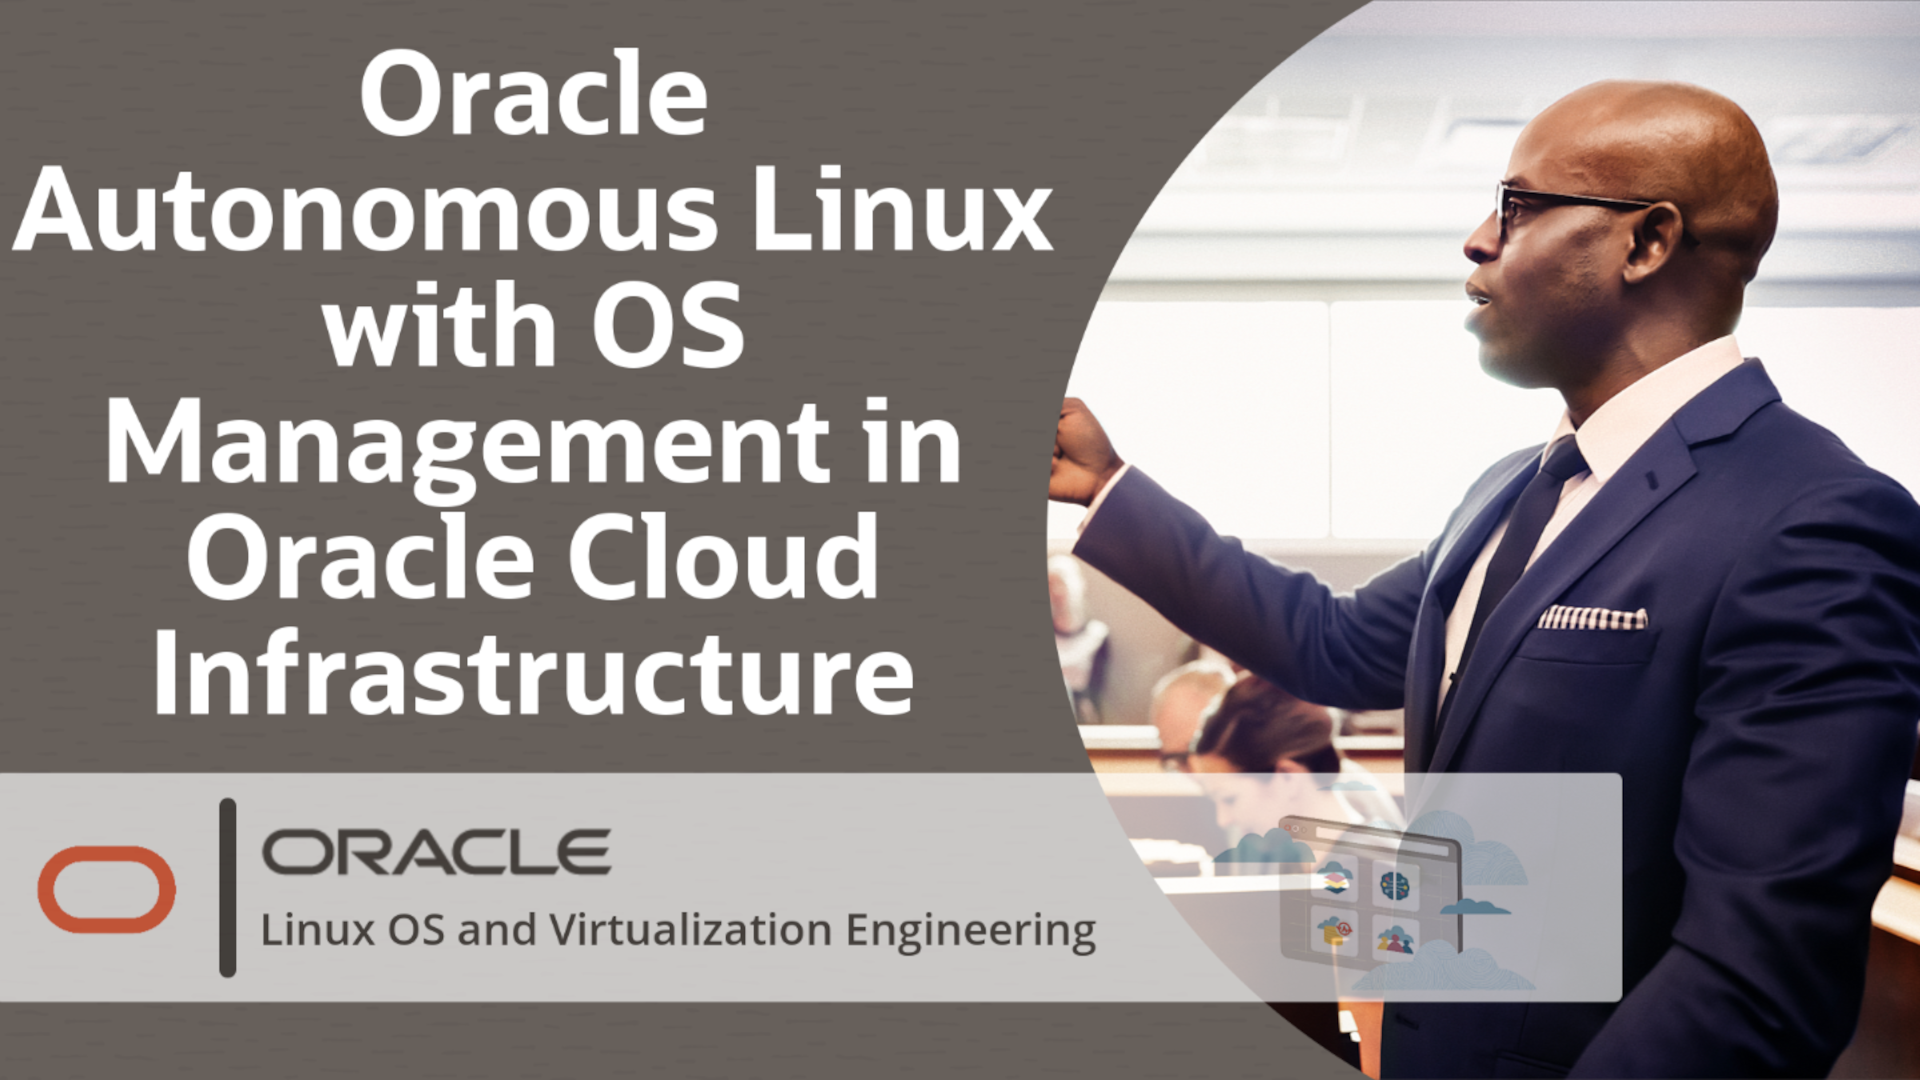 Oracle
Autonomous Linux
with OS
Management in
Oracle Cloud
Infrastructure
ORACLE
Linux OS and Virtualization Engineering